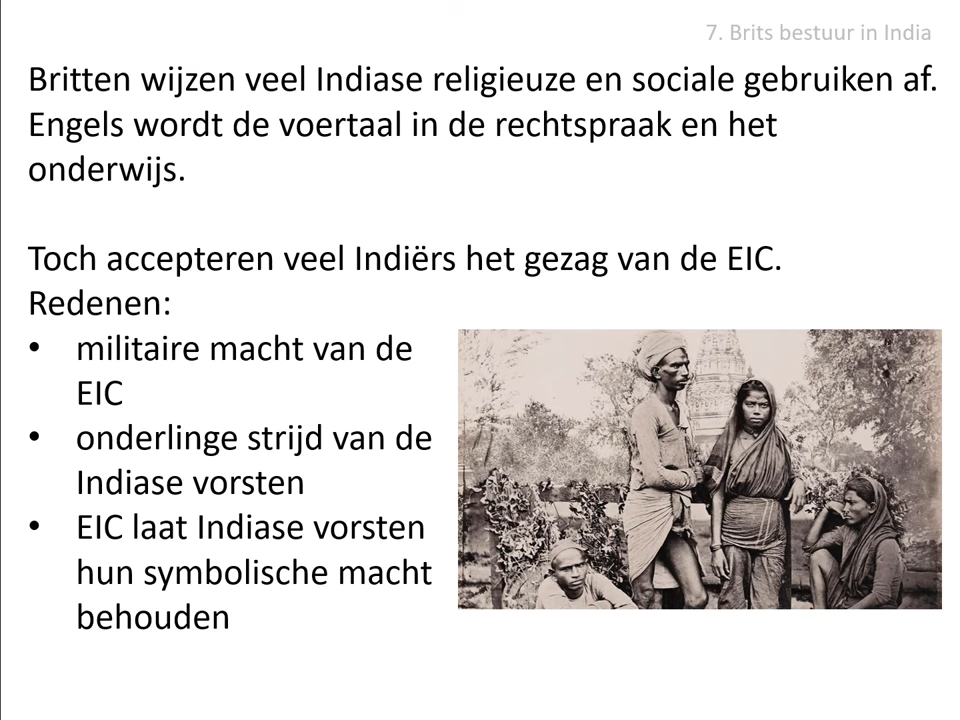 7. Brits bestuur in India
Britten wijzen veel Indiase religieuze en sociale gebruiken af.
Engels wordt de voertaal in de rechtspraak en het
onderwijs.
Toch accepteren veel Indiërs het gezag van de EIC.
Redenen:
• militaire macht van de
EIC
• onderlinge strijd van de
Indiase vorsten
• EIC laat Indiase vorsten
hun symbolische macht
behouden